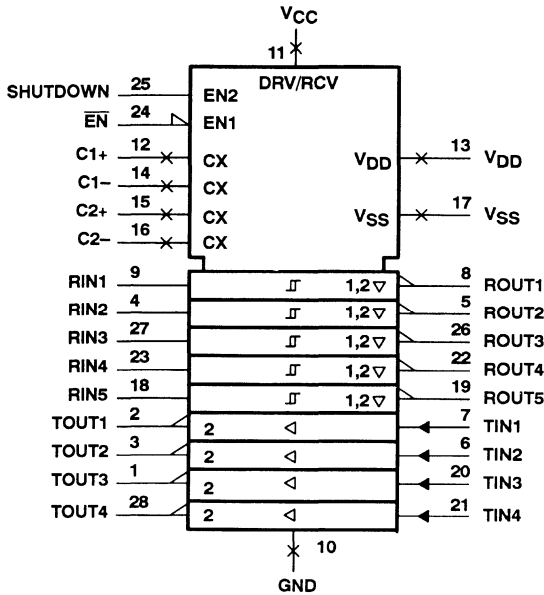 VCC
11
DRV/RCV
SHUTDOWN 25 EN2
EN 24 EN1
C1+ 12 CX VDD 13 VDD
C1– 14 CX
C2+ 15 CX VSS 17 VSS
C2– 16 CX
RIN1 9 1,2 ▽ 8 ROUT1
RIN2 4 1,2 ▽ 5 ROUT2
RIN3 27 1,2 ▽ 26 ROUT3
RIN4 23 1,2 ▽ 22 ROUT4
RIN5 18 1,2 ▽ 19 ROUT5
TOUT1 2 2 ◁ 7 TIN1
TOUT2 3 2 ◁ 6 TIN2
TOUT3 1 2 ◁ 20 TIN3
TOUT4 28 2 ◁ 21 TIN4
10
GND